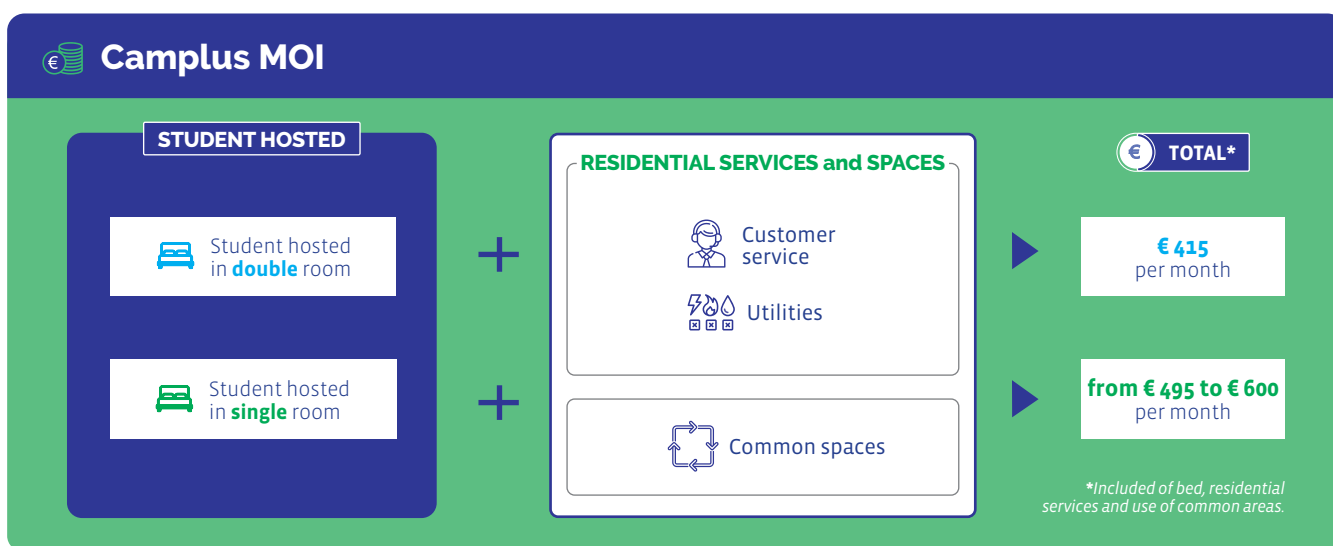 Camplus MOI
STUDENT HOSTED
Student hosted
in double room
Student hosted
in single room
RESIDENTIAL SERVICES and SPACES
Customer
service
Utilities
Common spaces
€ TOTAL*
€ 415
per month
from € 495 to € 600
per month
*Included of bed, residential
services and use of common areas.